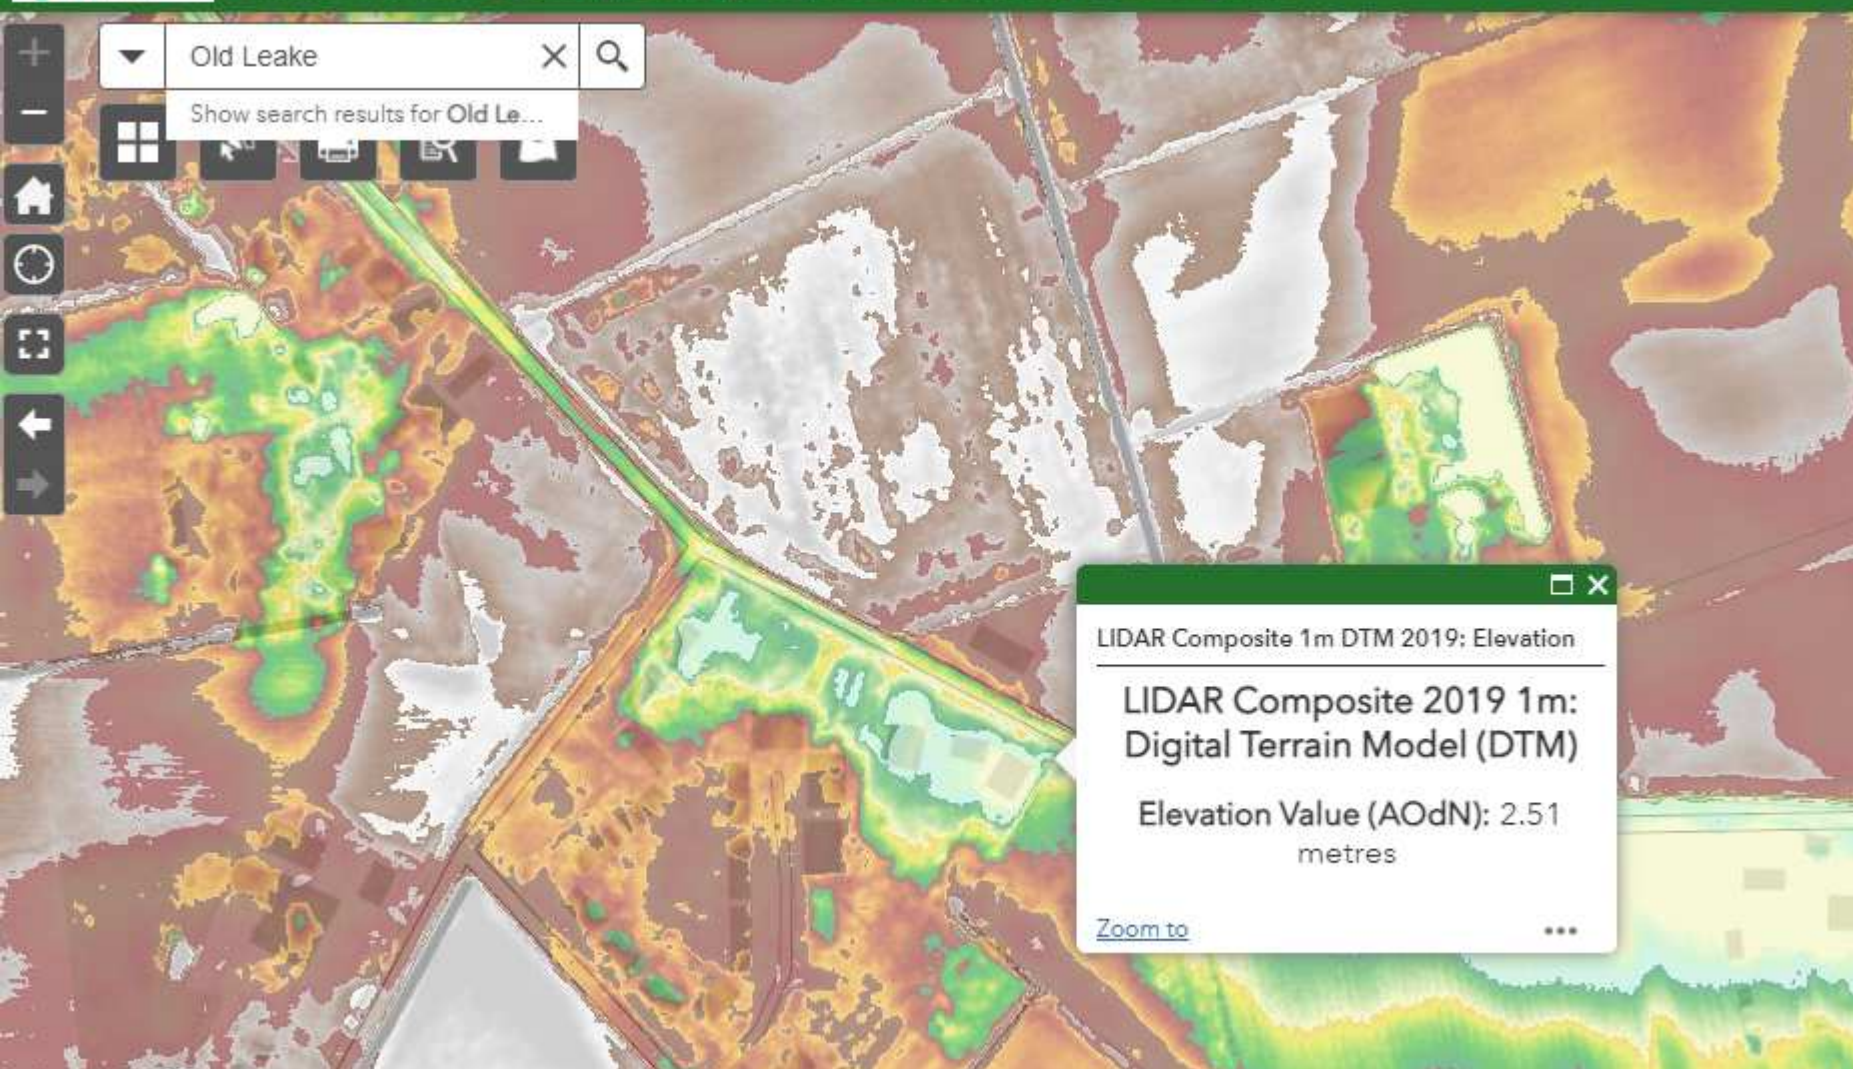 Old Leake
Show search results for Old Le...
LIDAR Composite 1m DTM 2019: Elevation
LIDAR Composite 2019 1m:
Digital Terrain Model (DTM)
Elevation Value (AOdN): 2.51
metres
Zoom to